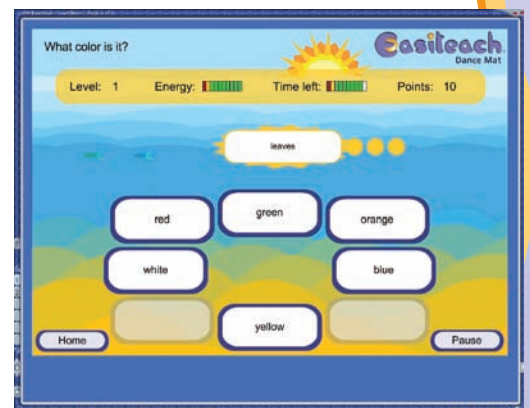 What color is it?
Easiteach
Dance Mat
Level: 1 Energy: Time left: Points: 10
leaves
red green orange
white blue
yellow
Home Pause